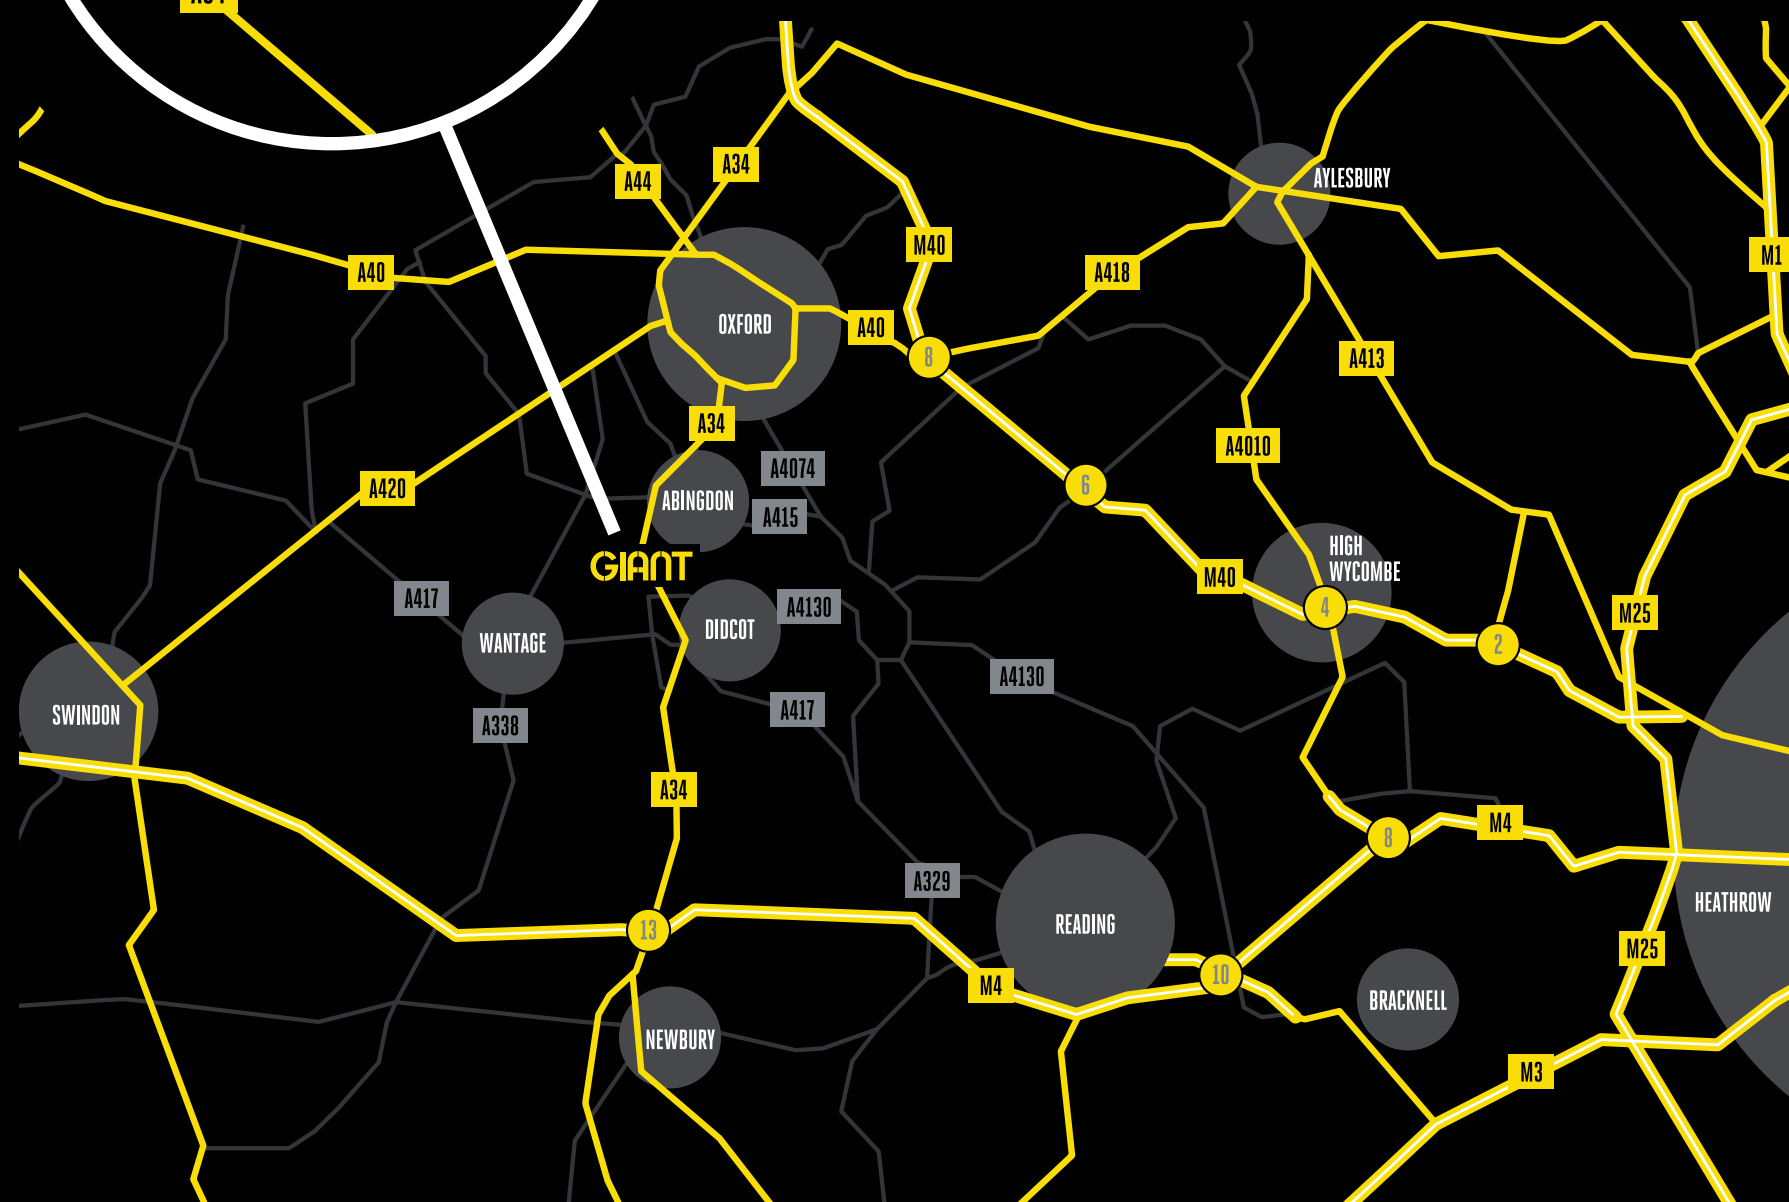 A34
A44
AYLESBURY
M40
M1
A40
A418
OXFORD
A40
8
A413
A34
A4010
A4074
A420
6
ABINGDON
A415
HIGH
WYCOMBE
GIANT
M40
A417
A4130
4
M25
DIDCOT
WANTAGE
2
A4130
SWINDON
A417
A338
A34
M4
8
A329
HEATHROW
READING
13
M25
10
M4
BRACKNELL
NEWBURY
M3